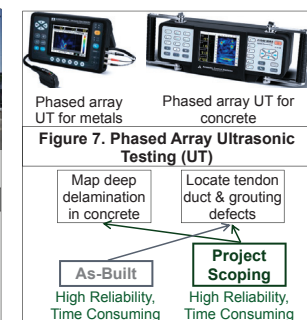 Phased array
UT for metals
Phased array UT for
concrete
Figure 7. Phased Array Ultrasonic
Testing (UT)
Map deep
delamination
in concrete
Locate tendon
duct & grouting
defects
As-Built
Project
Scoping
High Reliability,
Time Consuming
High Reliability,
Time Consuming